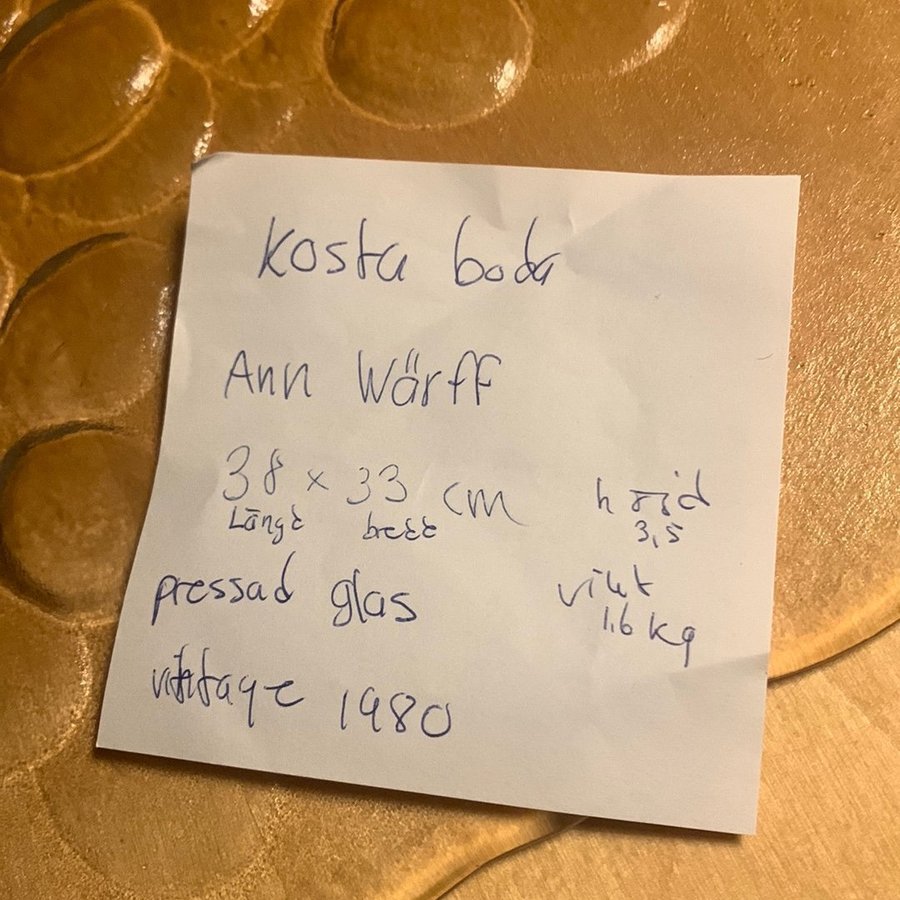 kosta boda
Ann Wärff
38 x 33 cm
Längd bredd
höjd
3,5
pressad glas
vikt
1.6 kg
vintage 1980